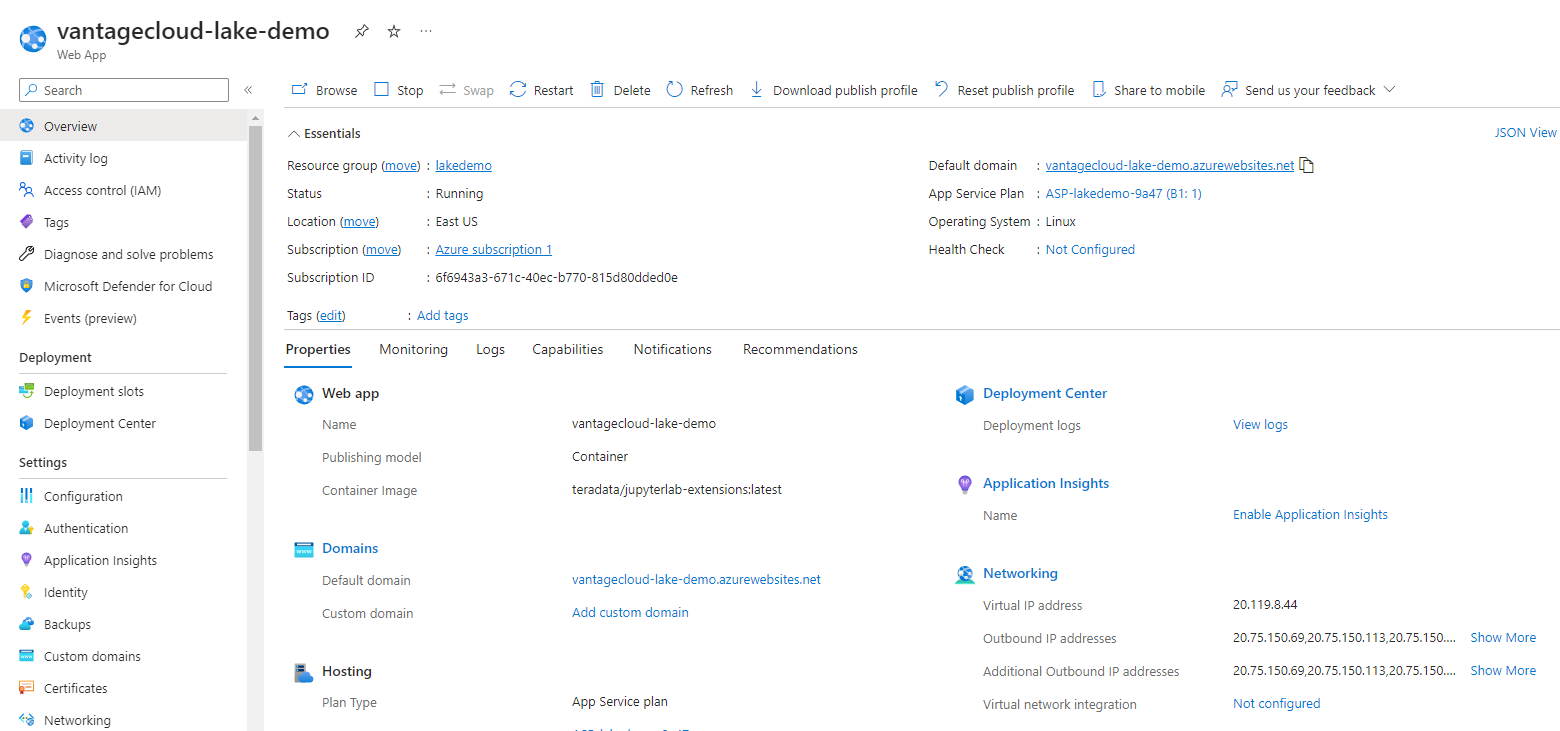 vantagecloud-lake-demo
Web App
Search
Browse Stop Swap Restart Delete Refresh Download publish profile Reset publish profile Share to mobile Send us your feedback
Overview
Activity log
Access control (IAM)
Tags
Diagnose and solve problems
Microsoft Defender for Cloud
Events (preview)
Deployment
Deployment slots
Deployment Center
Settings
Configuration
Authentication
Application Insights
Identity
Backups
Custom domains
Certificates
Networking
Essentials
JSON View
Resource group (move) : lakedemo
Status : Running
Location (move) : East US
Subscription (move) : Azure subscription 1
Subscription ID : 6f6943a3-671c-40ec-b770-815d80dded0e
Default domain : vantagecloud-lake-demo.azurewebsites.net
App Service Plan : ASP-lakedemo-9a47 (B1: 1)
Operating System : Linux
Health Check : Not Configured
Tags (edit) : Add tags
Properties Monitoring Logs Capabilities Notifications Recommendations
Web app
Name vantagecloud-lake-demo
Publishing model Container
Container Image teradata/jupyterlab-extensions:latest
Domains
Default domain vantagecloud-lake-demo.azurewebsites.net
Custom domain Add custom domain
Hosting
Plan Type App Service plan
Deployment Center
Deployment logs View logs
Application Insights
Name Enable Application Insights
Networking
Virtual IP address 20.119.8.44
Outbound IP addresses 20.75.150.69,20.75.150.113,20.75.150.... Show More
Additional Outbound IP addresses 20.75.150.69,20.75.150.113,20.75.150.... Show More
Virtual network integration Not configured